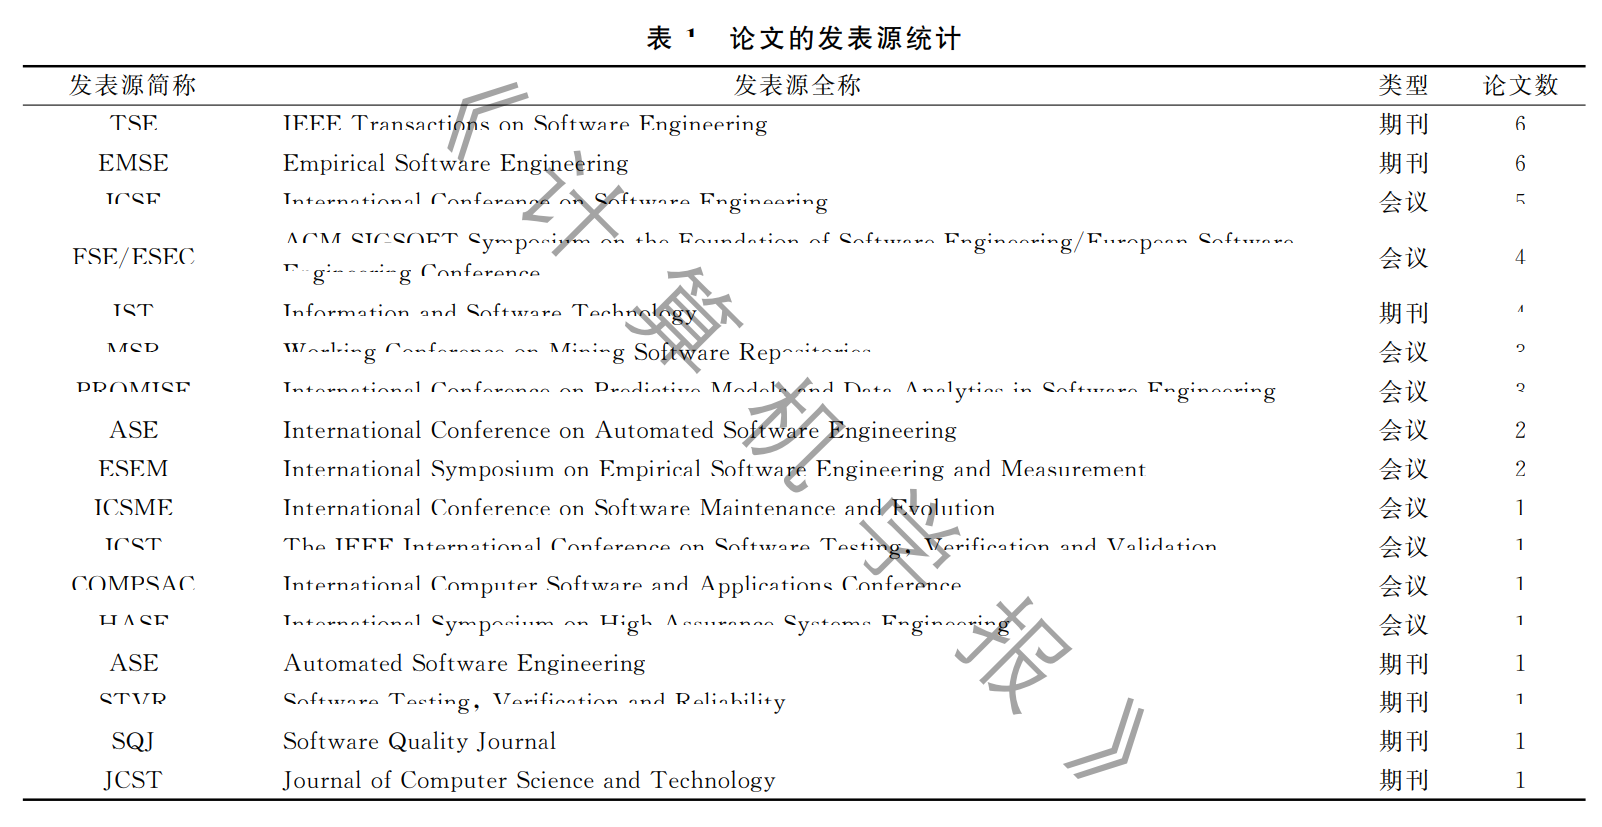 表 1 论文的发表源统计
发表源简称 发表源全称 类型 论文数
TSE IEEE Transactions on Software Engineering 期刊 6
EMSE Empirical Software Engineering 期刊 6
ICSE International Conference on Software Engineering 会议 5
ACM SIGSOFT Symposium on the Foundation of Software Engineering/European Software
FSE/ESEC 会议 4
Engineering Conference
IST Information and Software Technology 期刊 4
MSR Working Conference on Mining Software Repositories 会议 3
PROMISE International Conference on Predictive Models and Data Analytics in Software Engineering 会议 3
ASE International Conference on Automated Software Engineering 会议 2
ESEM International Symposium on Empirical Software Engineering and Measurement 会议 2
ICSME International Conference on Software Maintenance and Evolution 会议 1
ICST The IEEE International Conference on Software Testing, Verification and Validation 会议 1
COMPSAC International Computer Software and Applications Conference 会议 1
HASE International Symposium on High Assurance Systems Engineering 会议 1
ASE Automated Software Engineering 期刊 1
STVR Software Testing, Verification and Reliability 期刊 1
SQJ Software Quality Journal 期刊 1
JCST Journal of Computer Science and Technology 期刊 1
《计算机学报》